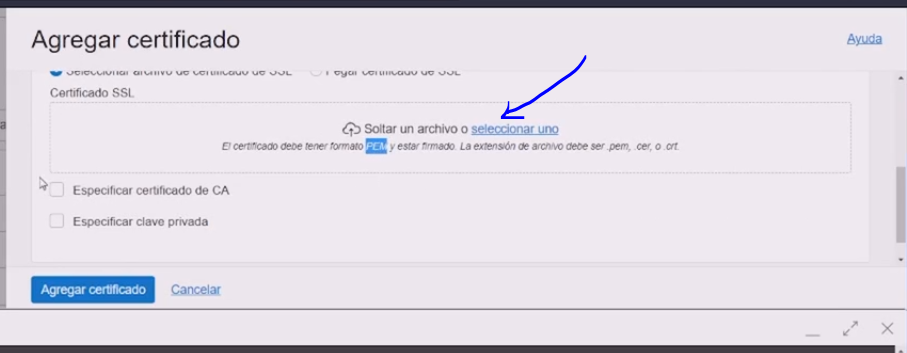 Agregar certificado
Ayuda
Seleccionar archivo de certificado de SSL Pegar certificado de SSL
Certificado SSL
Soltar un archivo o seleccionar uno
El certificado debe tener formato PEM y estar firmado. La extensión de archivo debe ser .pem, .cer, o .crt.
Especificar certificado de CA
Especificar clave privada
Agregar certificado Cancelar